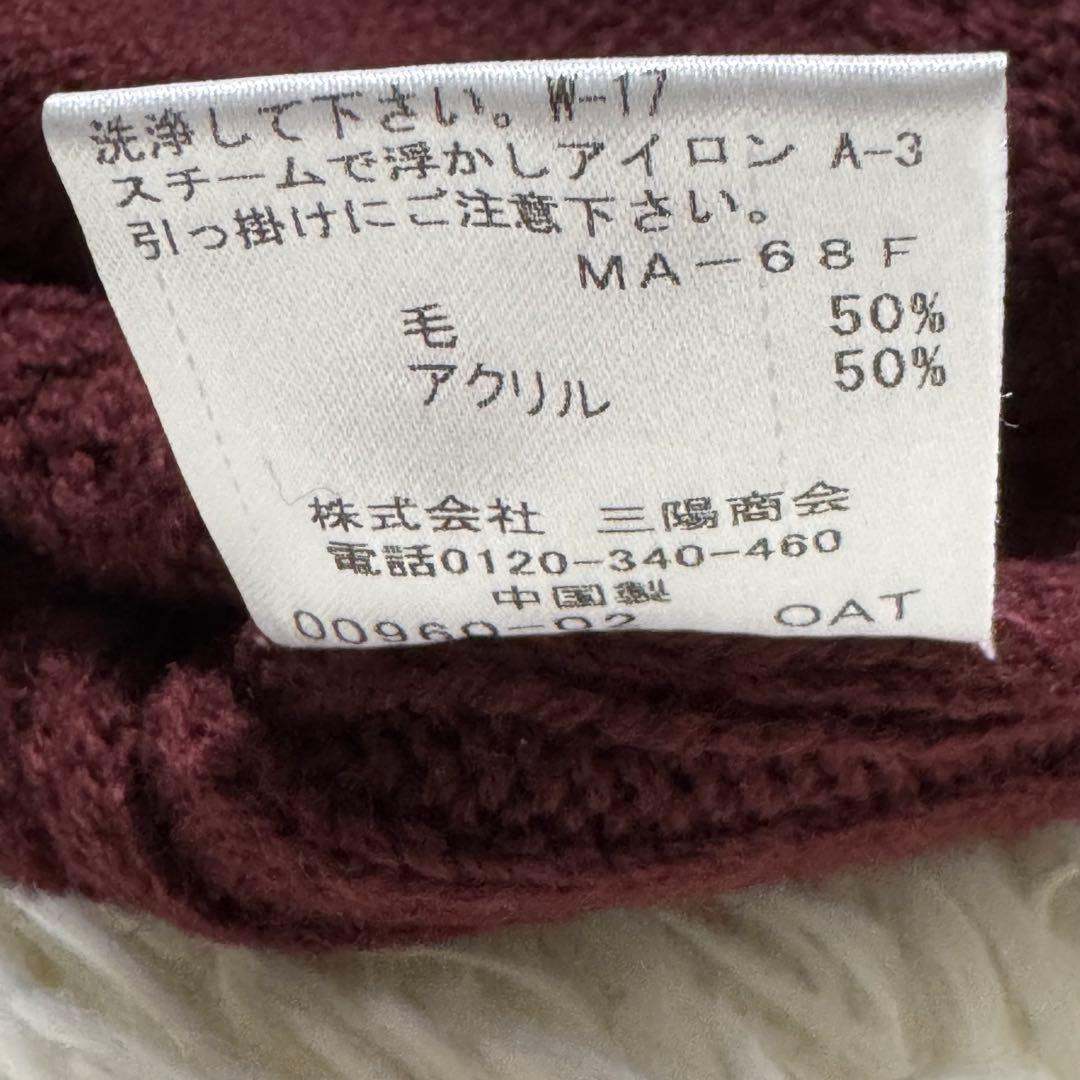 洗浄して下さい。W-17
スチームで浮かしアイロン A-3
引っ掛けにご注意下さい。
MA-68F
毛 50%
アクリル 50%
株式会社 三陽商会
電話0120-340-460
中国製
00960-02 OAT